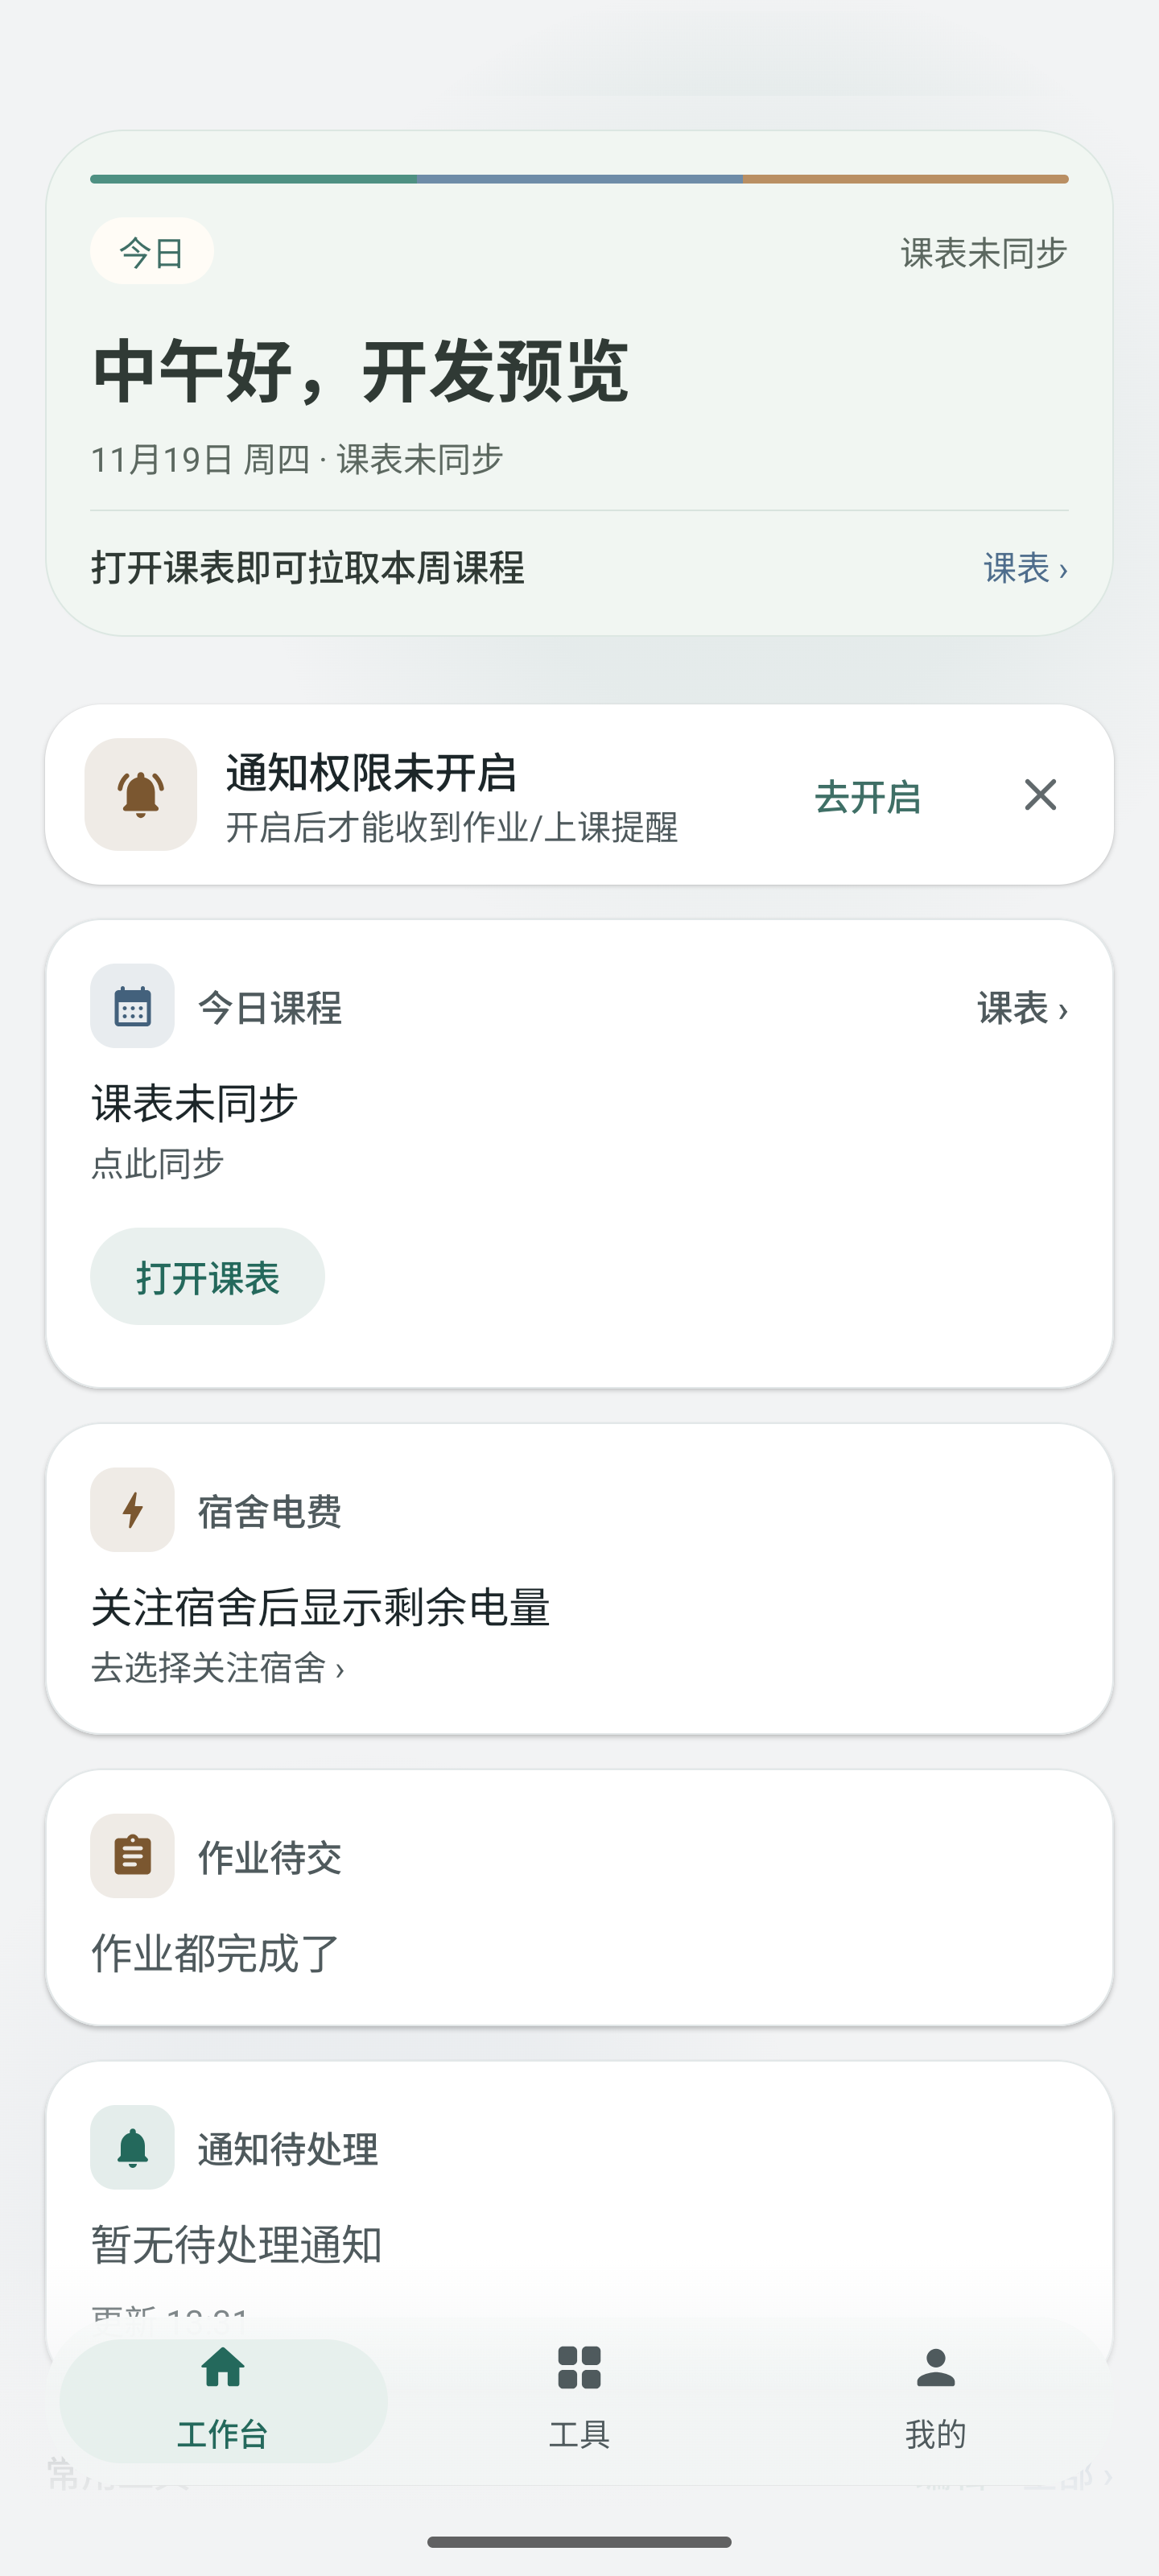 今日
课表未同步
中午好，开发预览
11月19日 周四 · 课表未同步
打开课表即可拉取本周课程
课表 ›
通知权限未开启
开启后才能收到作业/上课提醒
去开启
今日课程
课表 ›
课表未同步
点此同步
打开课表
宿舍电费
关注宿舍后显示剩余电量
去选择关注宿舍 ›
作业待交
作业都完成了
通知待处理
暂无待处理通知
更新
工作台
工具
我的